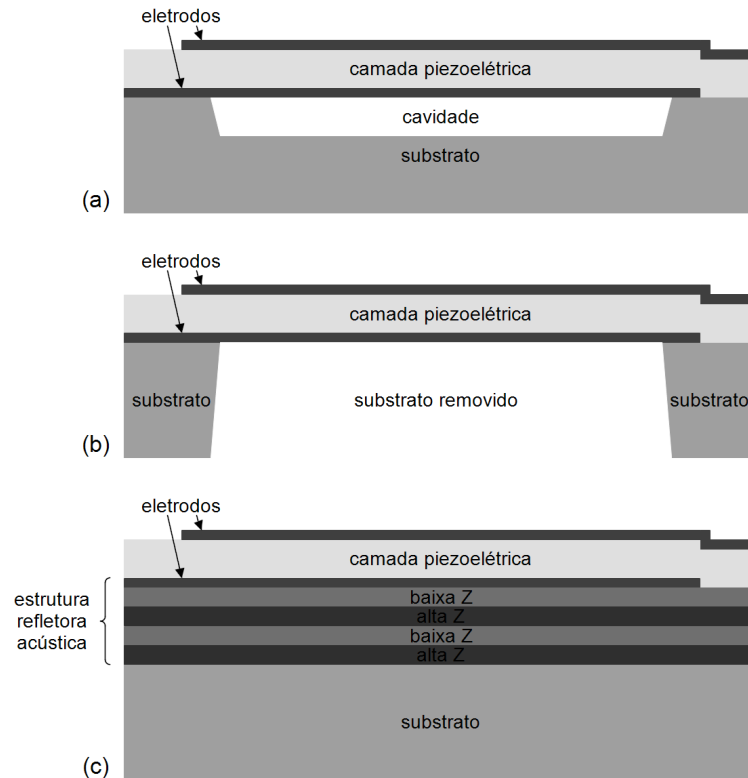 eletrodos
camada piezoelétrica
cavidade
substrato
(a)
eletrodos
camada piezoelétrica
substrato
substrato removido
substrato
(b)
eletrodos
camada piezoelétrica
estrutura
refletora
acústica
baixa Z
alta Z
baixa Z
alta Z
substrato
(c)